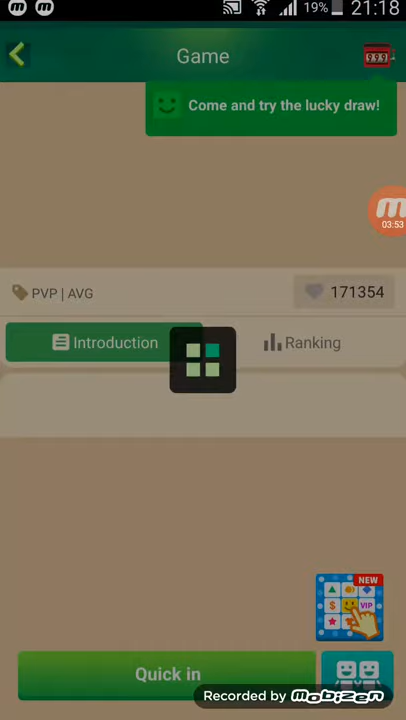 19% 21:18
Game
999
Come and try the lucky draw!
03:53
PVP | AVG
171354
Introduction
Ranking
NEW
$ VIP
Quick in
Recorded by mobizen